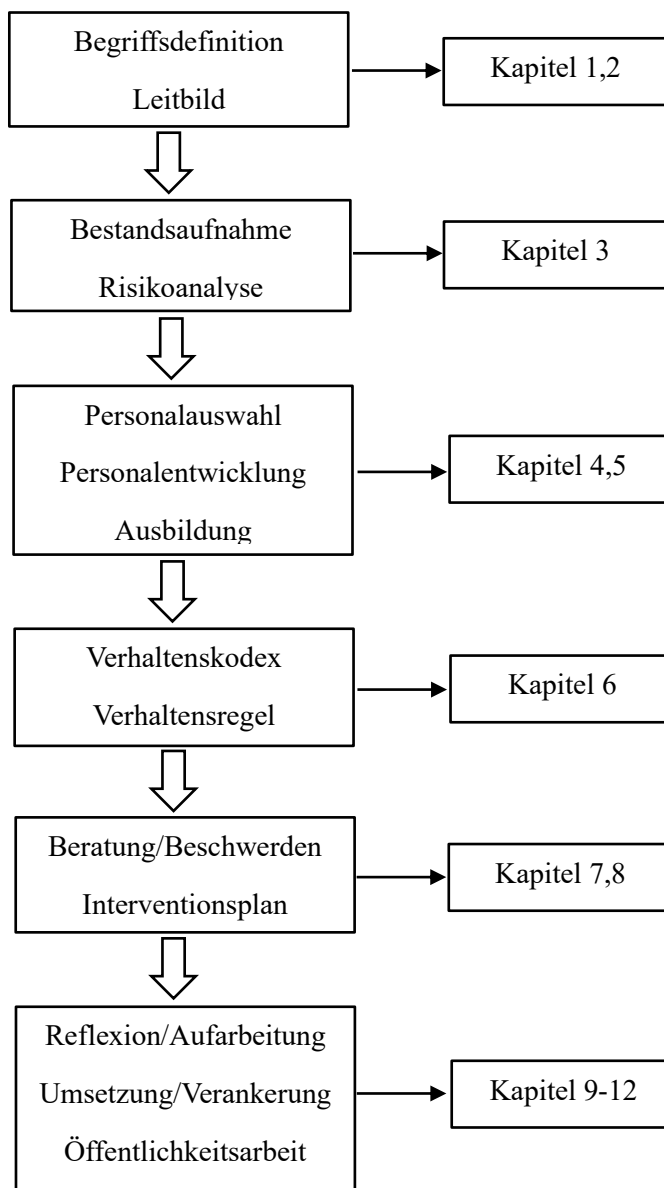 Begriffsdefinition
Leitbild
Kapitel 1,2
Bestandsaufnahme
Risikoanalyse
Kapitel 3
Personalauswahl
Personalentwicklung
Ausbildung
Kapitel 4,5
Verhaltenskodex
Verhaltensregel
Kapitel 6
Beratung/Beschwerden
Interventionsplan
Kapitel 7,8
Reflexion/Aufarbeitung
Umsetzung/Verankerung
Öffentlichkeitsarbeit
Kapitel 9-12